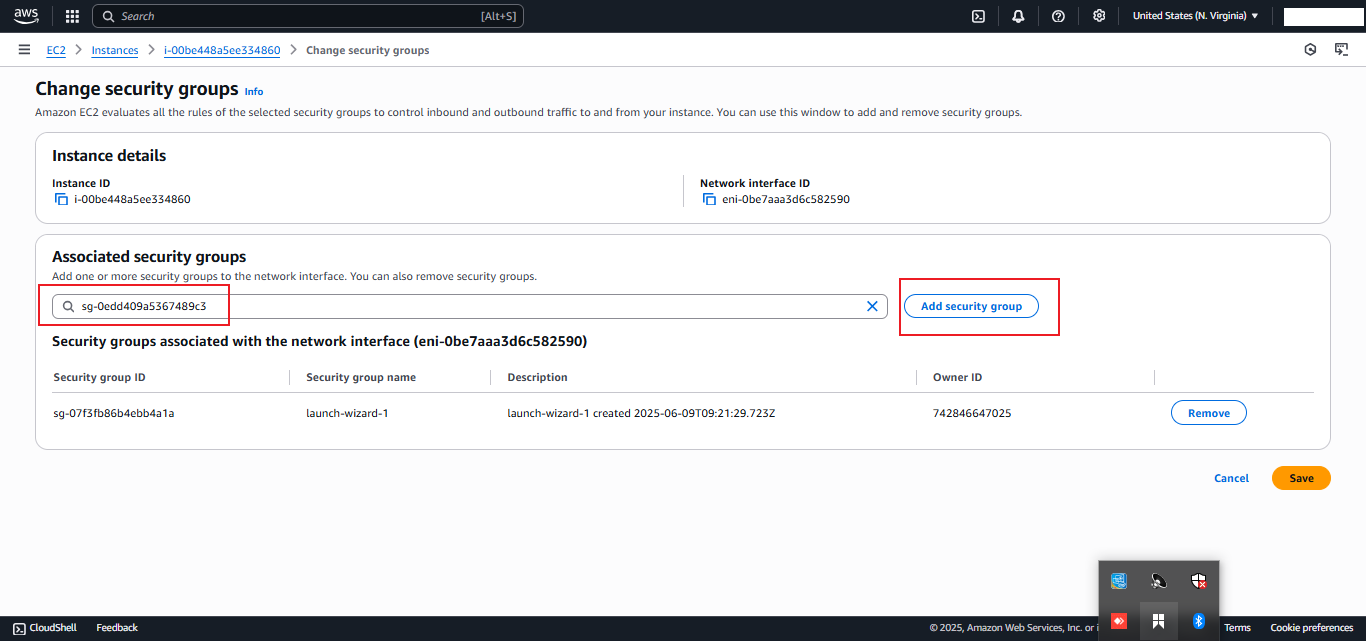 aws
Search [Alt+S]
United States (N. Virginia)
EC2 Instances i-00be448a5ee334860 Change security groups
Change security groups Info
Amazon EC2 evaluates all the rules of the selected security groups to control inbound and outbound traffic to and from your instance. You can use this window to add and remove security groups.
Instance details
Instance ID
i-00be448a5ee334860
Network interface ID
eni-0be7aaa3d6c582590
Associated security groups
Add one or more security groups to the network interface. You can also remove security groups.
sg-0edd409a5367489c3
Add security group
Security groups associated with the network interface (eni-0be7aaa3d6c582590)
Security group ID Security group name Description Owner ID
sg-07f3fb86b4ebb4a1a launch-wizard-1 launch-wizard-1 created 2025-06-09T09:21:29.723Z 742846647025 Remove
Cancel Save
CloudShell Feedback © 2025, Amazon Web Services, Inc. or i Terms Cookie preferences